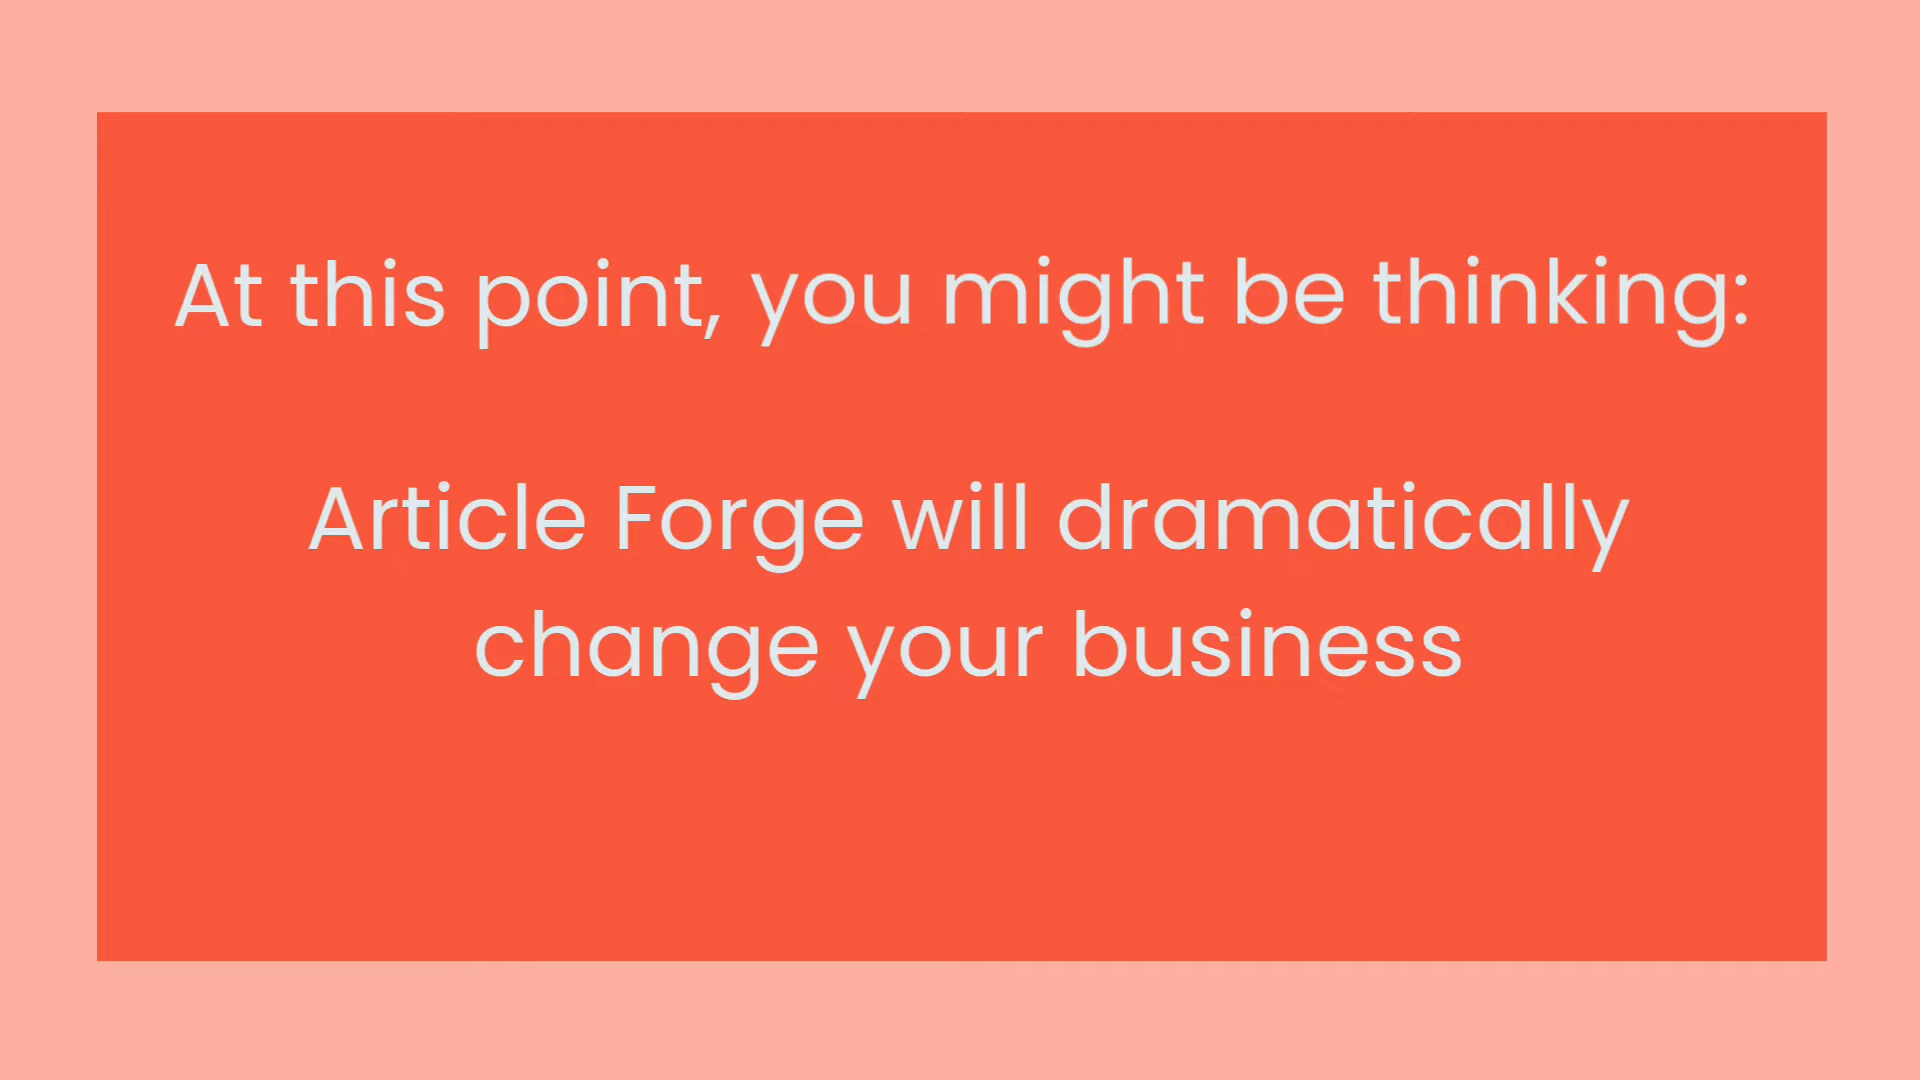 At this point, you might be thinking:
Article Forge will dramatically
change your business